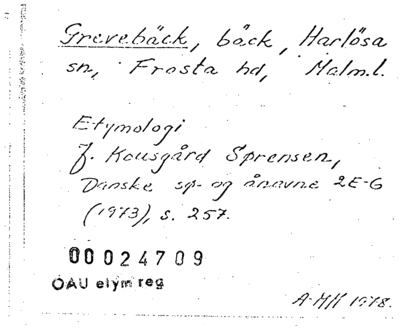 Grevebäck, bäck, Harlösa
sn, Frosta hd, Malm.l.
Etymologi
J. Kousgård Sørensen,
Danske sø- og ånavne 2E-G
(1973), s. 257.
00024709
OAU etym reg
A-MH 1978.